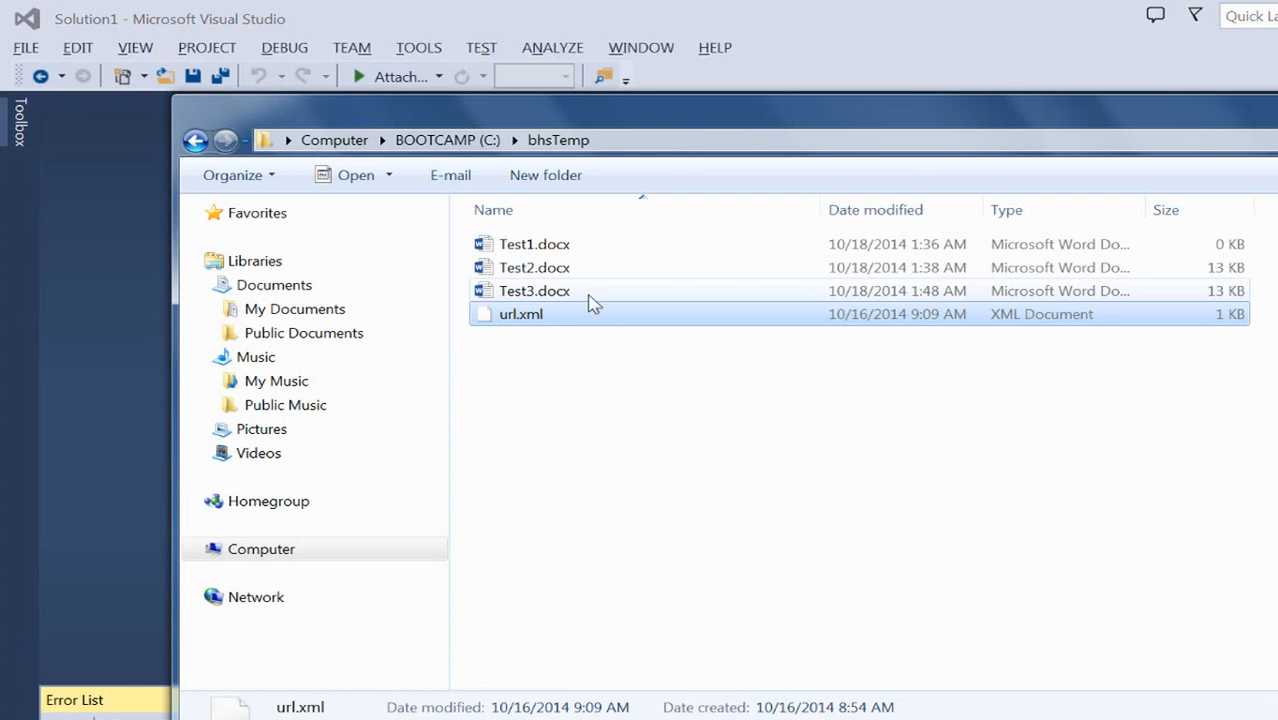 Solution1 - Microsoft Visual Studio
Quick La
FILE EDIT VIEW PROJECT DEBUG TEAM TOOLS TEST ANALYZE WINDOW HELP
Attach...
Toolbox
Computer BOOTCAMP (C:) bhsTemp
Organize Open E-mail New folder
Name Date modified Type Size
Favorites
Test1.docx 10/18/2014 1:36 AM Microsoft Word Do... 0 KB
Libraries
Test2.docx 10/18/2014 1:38 AM Microsoft Word Do... 13 KB
Documents
Test3.docx 10/18/2014 1:48 AM Microsoft Word Do... 13 KB
My Documents
url.xml 10/16/2014 9:09 AM XML Document 1 KB
Public Documents
Music
My Music
Public Music
Pictures
Videos
Homegroup
Computer
Network
Error List
url.xml Date modified: 10/16/2014 9:09 AM Date created: 10/16/2014 8:54 AM